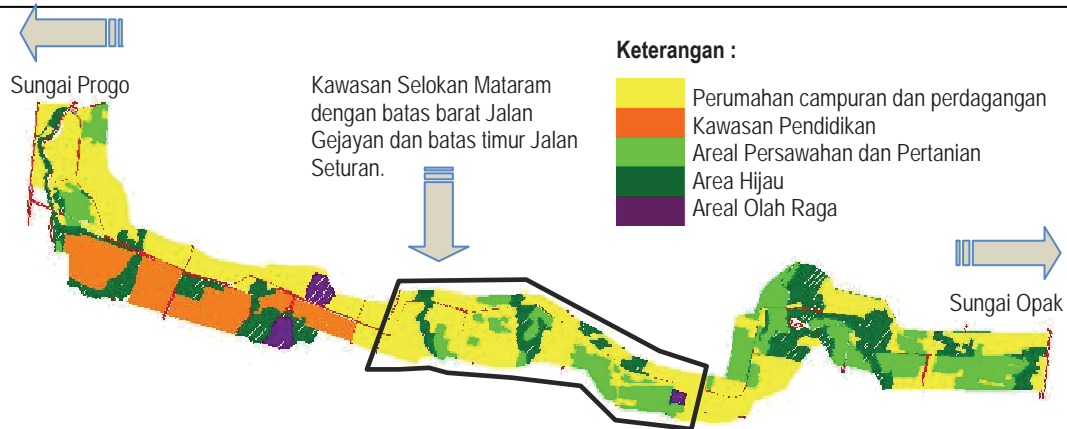 Sungai Progo
Kawasan Selokan Mataram
dengan batas barat Jalan
Gejayan dan batas timur Jalan
Seturan.
Keterangan :
Perumahan campuran dan perdagangan
Kawasan Pendidikan
Areal Persawahan dan Pertanian
Area Hijau
Areal Olah Raga
Sungai Opak